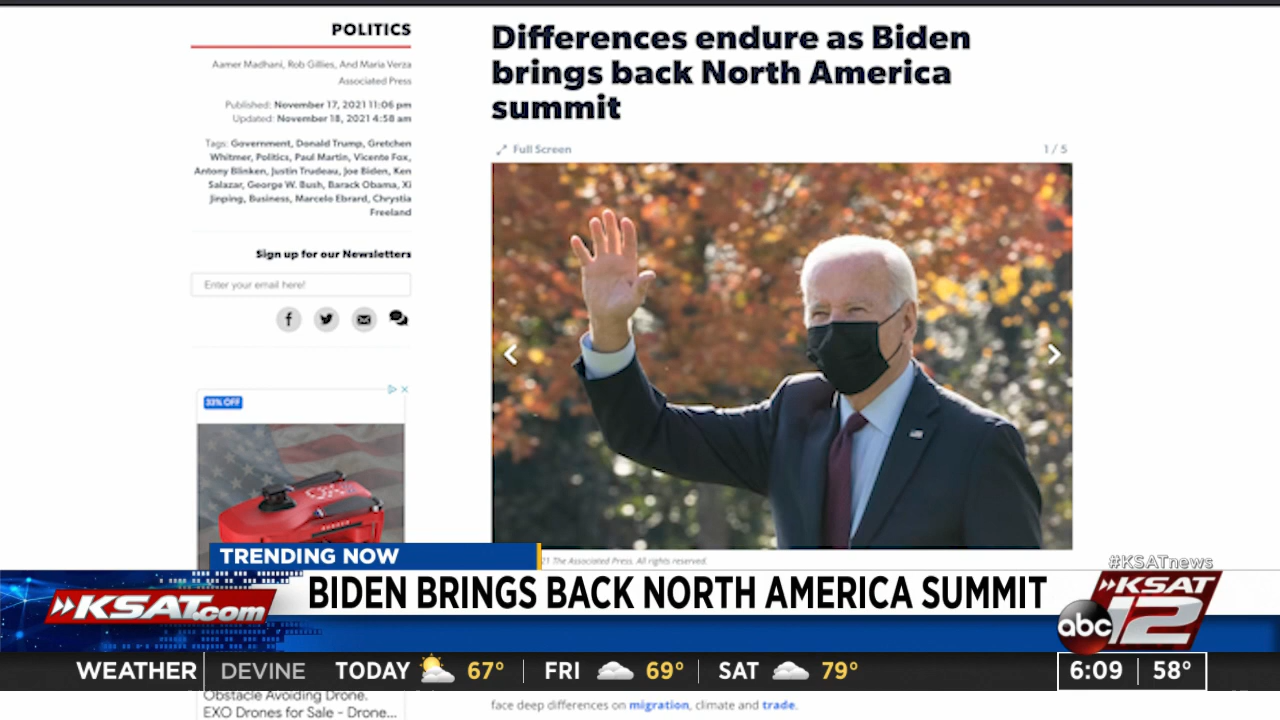 POLITICS
Aamer Madhani, Rob Gillies, And Maria Verza
Associated Press
Published: November 17, 2021 11:06 pm
Updated: November 18, 2021 4:58 am
Tags: Government, Donald Trump, Gretchen
Whitmer, Politics, Paul Martin, Vicente Fox,
Antony Blinken, Justin Trudeau, Joe Biden, Ken
Salazar, George W. Bush, Barack Obama, Xi
Jinping, Business, Marcelo Ebrard, Chrystia
Freeland
Sign up for our Newsletters
Enter your email here!
33% OFF
Differences endure as Biden
brings back North America
summit
Full Screen
1 / 5
21 The Associated Press. All rights reserved.
#KSATnews
TRENDING NOW
BIDEN BRINGS BACK NORTH AMERICA SUMMIT
KSAT.com
KSAT
abc 12
WEATHER DEVINE TODAY 67° FRI 69° SAT 79°
6:09 58°
Obstacle Avoiding Drone.
EXO Drones for Sale - Drone...
face deep differences on migration, climate and trade.